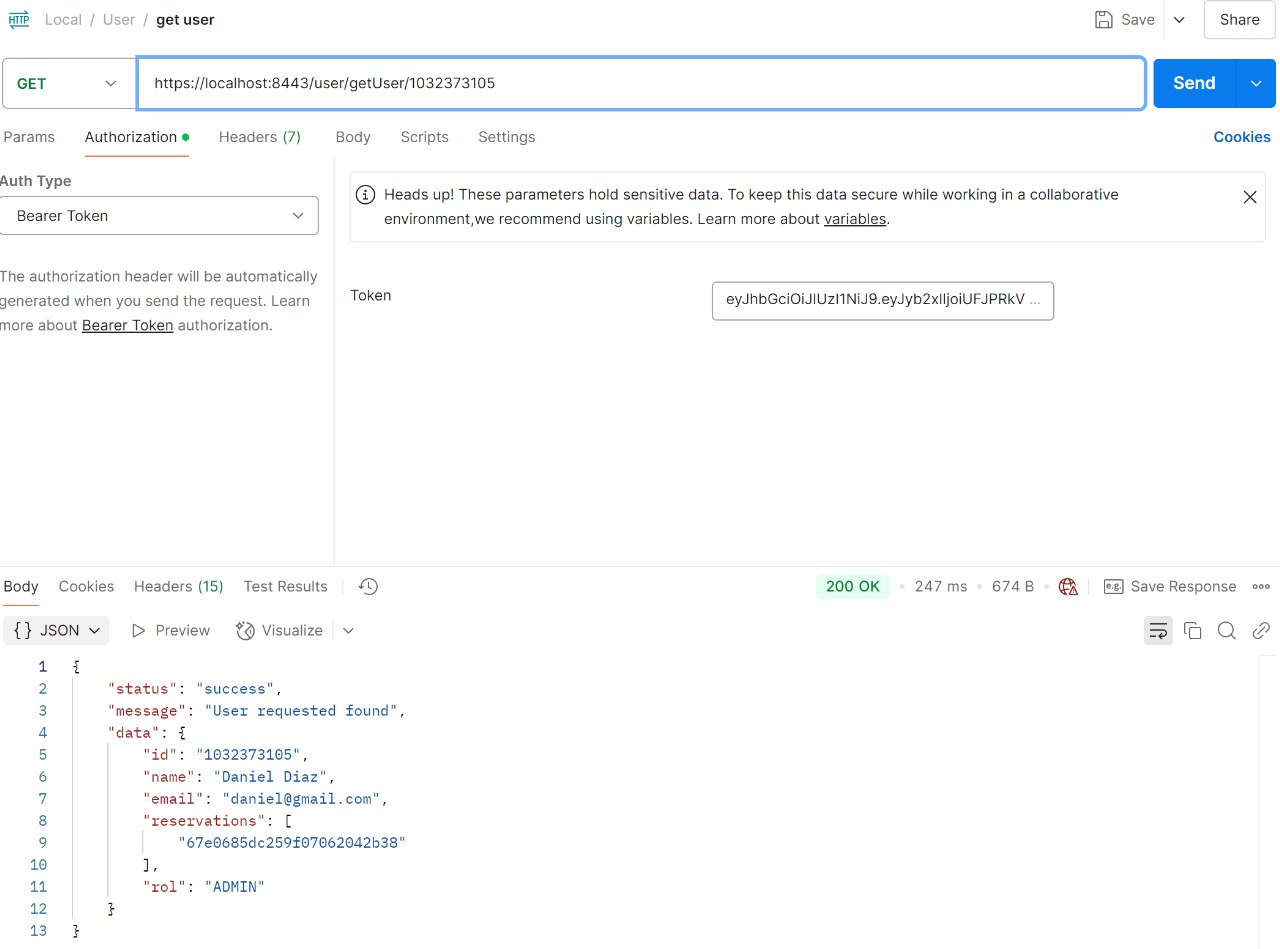 HTTP Local / User / get user Save Share
GET https://localhost:8443/user/getUser/1032373105 Send
Params Authorization Headers (7) Body Scripts Settings Cookies
Auth Type
Bearer Token
The authorization header will be automatically
generated when you send the request. Learn
more about Bearer Token authorization.
Heads up! These parameters hold sensitive data. To keep this data secure while working in a collaborative
environment,we recommend using variables. Learn more about variables.
Token eyJhbGciOiJIUzI1NiJ9.eyJyb2xlIjoiUFJPRkV ...
Body Cookies Headers (15) Test Results 200 OK 247 ms 674 B e.g. Save Response
{} JSON Preview Visualize
1 {
2 "status": "success",
3 "message": "User requested found",
4 "data": {
5 "id": "1032373105",
6 "name": "Daniel Diaz",
7 "email": "daniel@gmail.com",
8 "reservations": [
9 "67e0685dc259f07062042b38"
10 ],
11 "rol": "ADMIN"
12 }
13 }